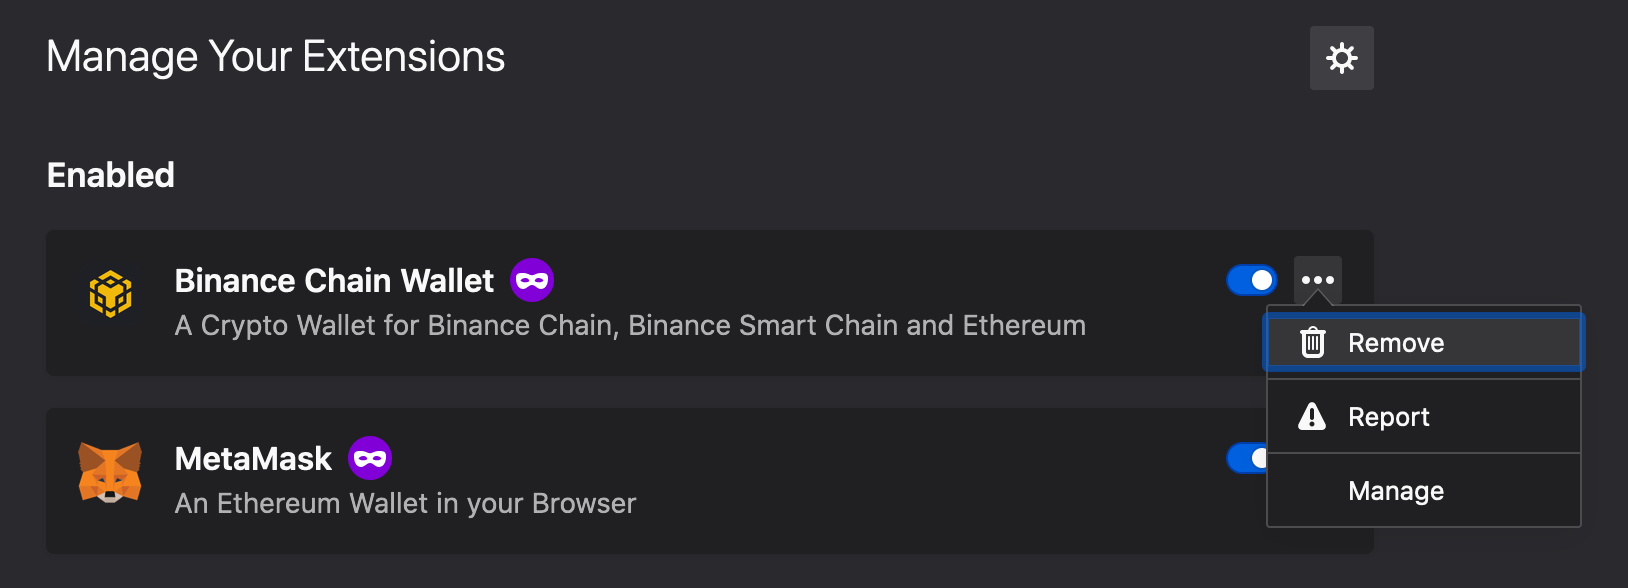 Manage Your Extensions
Enabled
Binance Chain Wallet
A Crypto Wallet for Binance Chain, Binance Smart Chain and Ethereum
Remove
Report
Manage
MetaMask
An Ethereum Wallet in your Browser